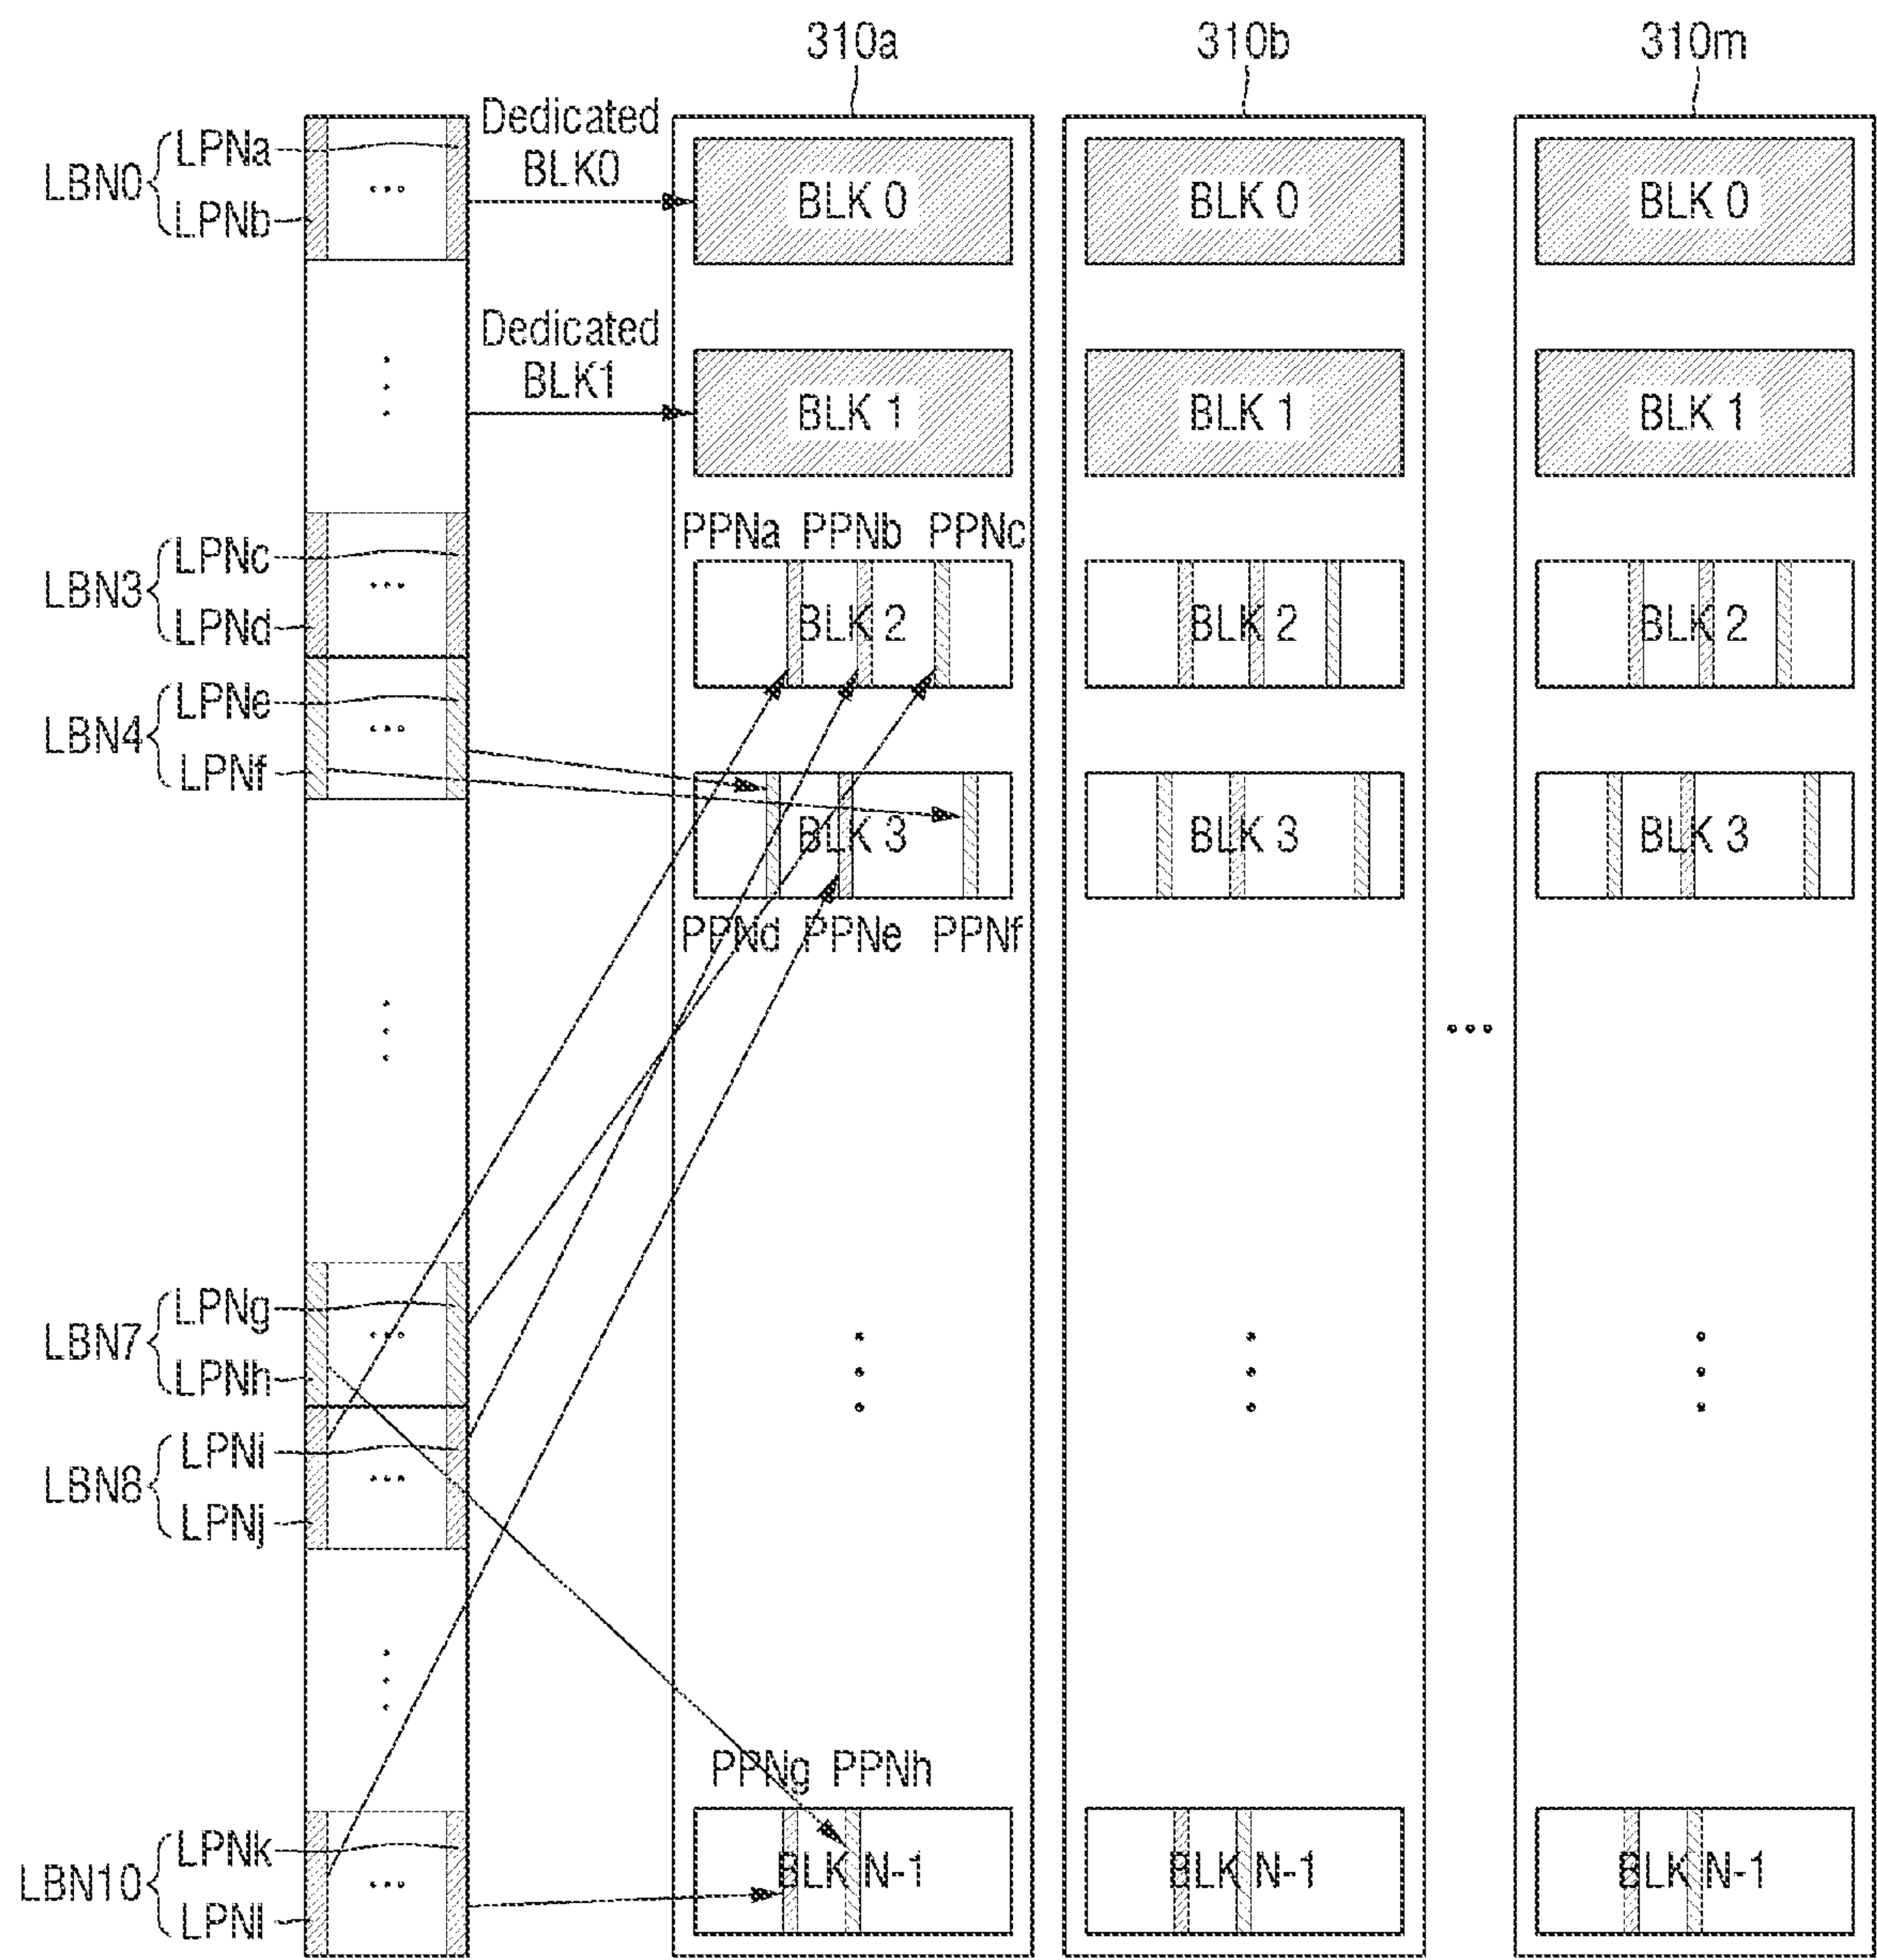 310a 310b 310m
LBN0 LPNa LPNb
Dedicated BLK0
BLK 0 BLK 0 BLK 0
Dedicated BLK1
BLK 1 BLK 1 BLK 1
PPNa PPNb PPNc
LBN3 LPNc LPNd
BLK 2 BLK 2 BLK 2
LBN4 LPNe LPNf
BLK 3 BLK 3 BLK 3
PPNd PPNe PPNf
...
LBN7 LPNg LPNh
LBN8 LPNi LPNj
PPNg PPNh
LBN10 LPNk LPNl
BLK N-1 BLK N-1 BLK N-1